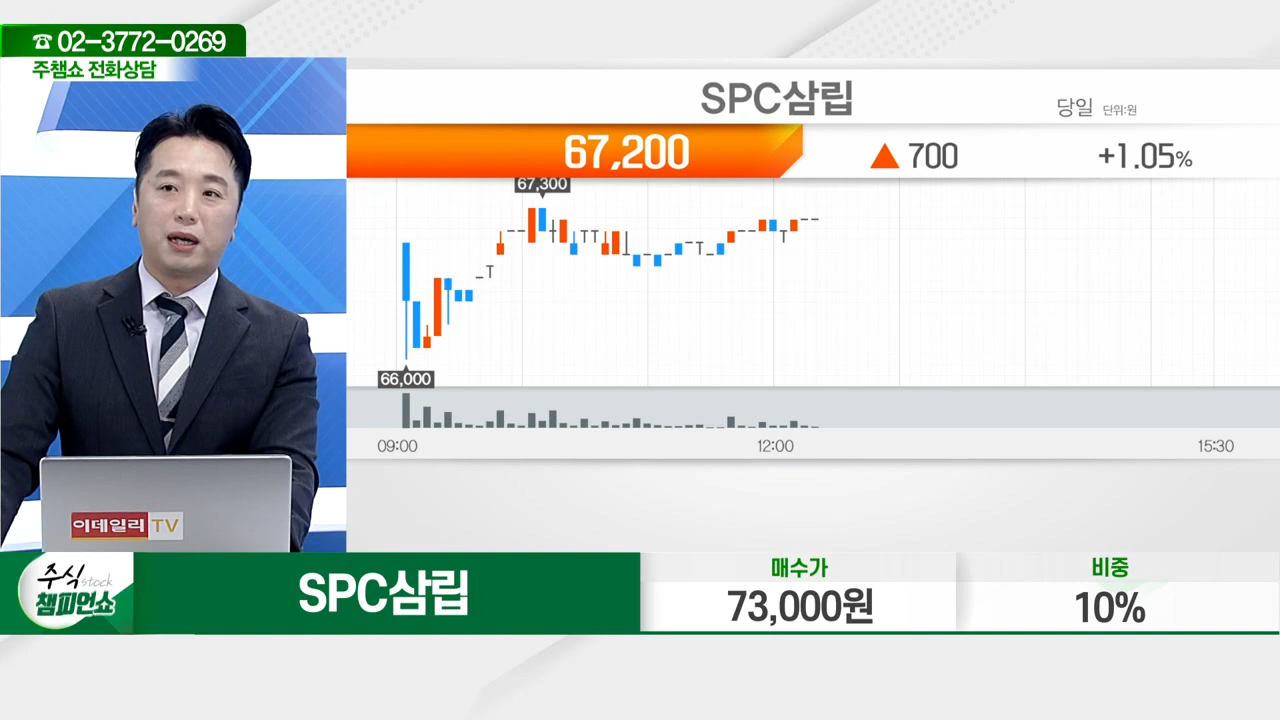 ☎ 02-3772-0269
주챔쇼 전화상담
SPC삼립
당일 단위:원
67,200 ▲ 700 +1.05%
67,300
66,000
09:00 12:00 15:30
이데일리 TV
주식 stock
챔피언쇼
SPC삼립
매수가
73,000원
비중
10%